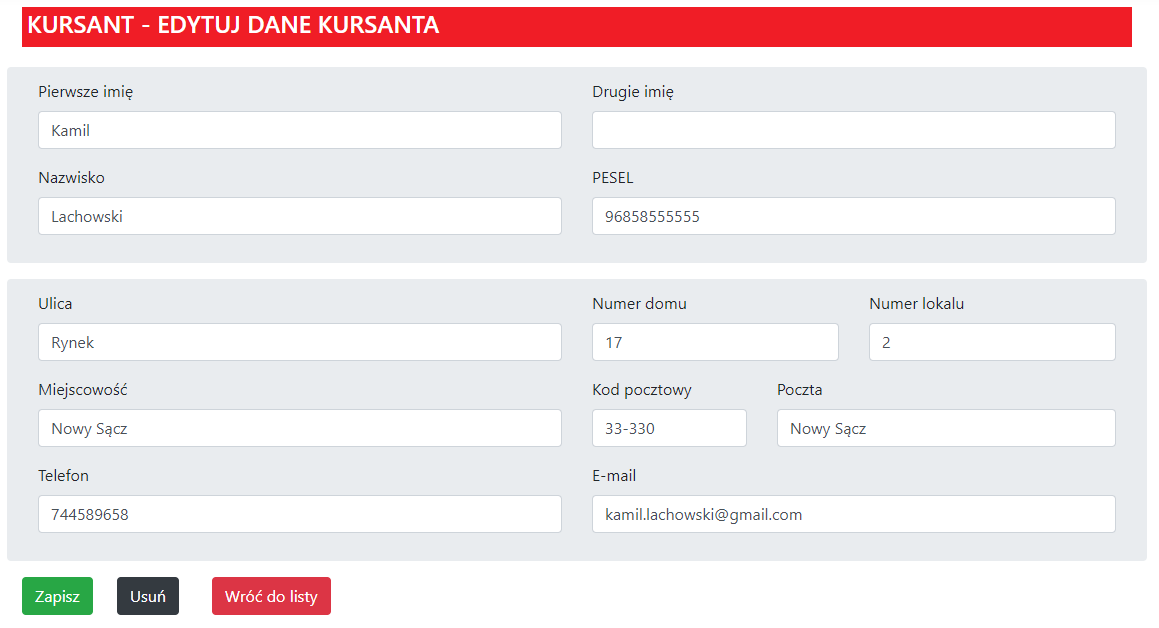 KURSANT - EDYTUJ DANE KURSANTA
Pierwsze imię Drugie imię
Kamil
Nazwisko PESEL
Lachowski 96858555555
Ulica Numer domu Numer lokalu
Rynek 17 2
Miejscowość Kod pocztowy Poczta
Nowy Sącz 33-330 Nowy Sącz
Telefon E-mail
744589658 kamil.lachowski@gmail.com
Zapisz Usuń Wróć do listy